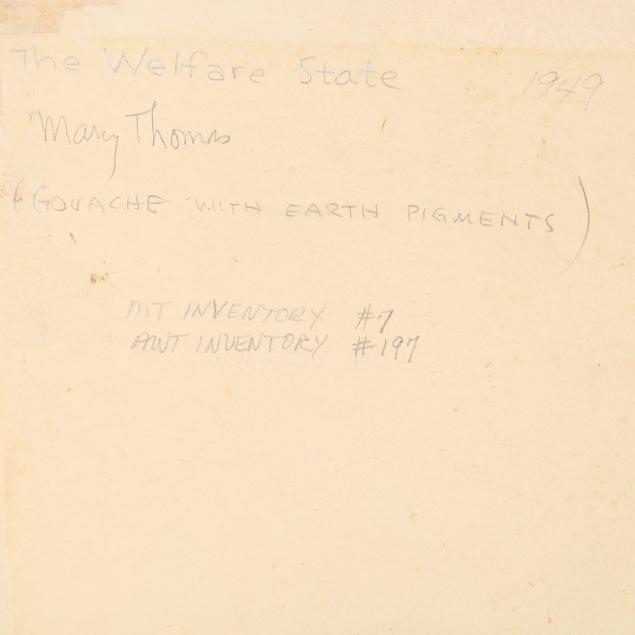 The Welfare State 1949
Mary Thomas
(GOUACHE WITH EARTH PIGMENTS)
MT INVENTORY #7
AWT INVENTORY #197